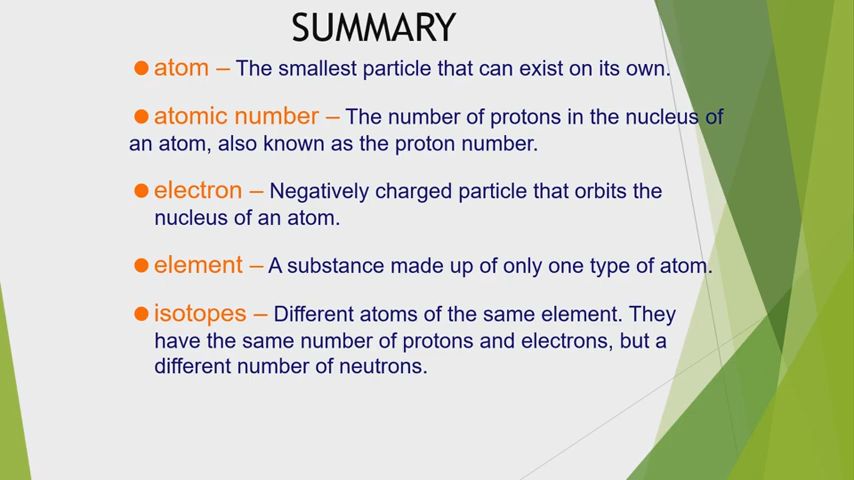 SUMMARY
●atom – The smallest particle that can exist on its own.
●atomic number – The number of protons in the nucleus of
an atom, also known as the proton number.
●electron – Negatively charged particle that orbits the
nucleus of an atom.
●element – A substance made up of only one type of atom.
●isotopes – Different atoms of the same element. They
have the same number of protons and electrons, but a
different number of neutrons.